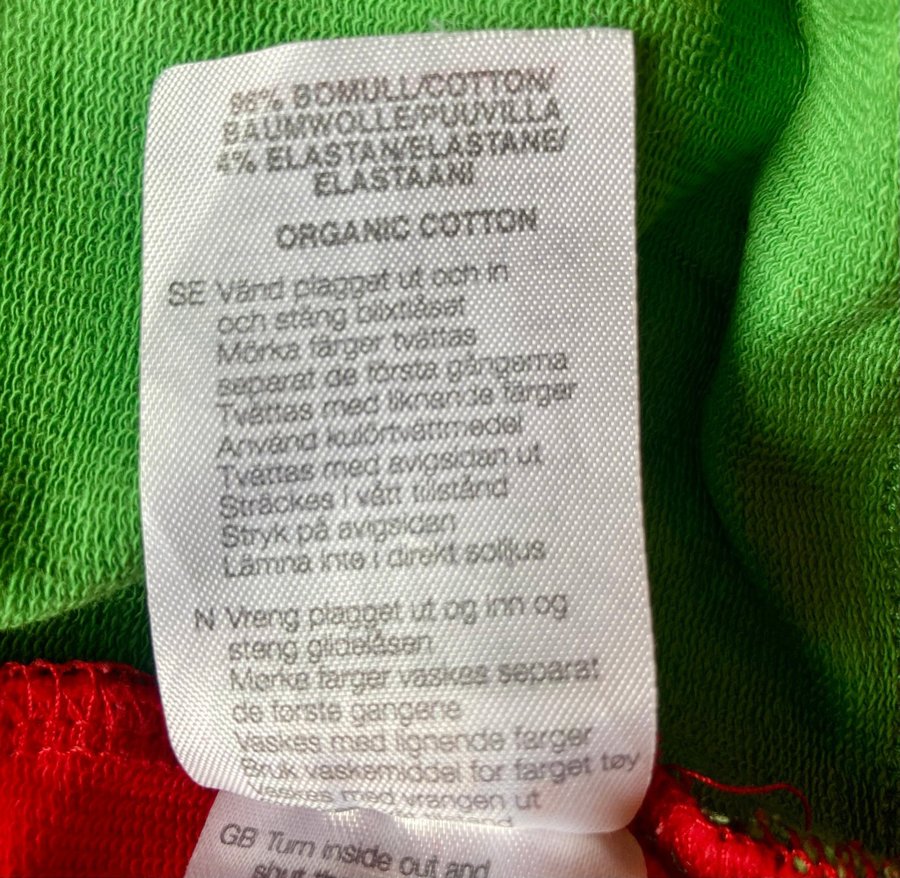 96% BOMULL/COTTON/
BAUMWOLLE/PUUVILLA
4% ELASTAN/ELASTANE/
ELASTAANI
ORGANIC COTTON
SE Vänd plagget ut och in
och stäng blixtlåset
Mörka färger tvättas
separat de första gångerna
Tvättas med liknande färger
Använd kulörtvättmedel
Tvättas med avigsidan ut
Sträckes i vått tillstånd
Stryk på avigsidan
Lämna inte i direkt solljus
N Vreng plagget ut og inn og
steng glidelåsen
Mørke farger vaskes separat
de første gangene
Vaskes med lignende farger
Bruk vaskemiddel for farget tøy
Vaskes med vrangen ut
GB Turn inside out and
shut